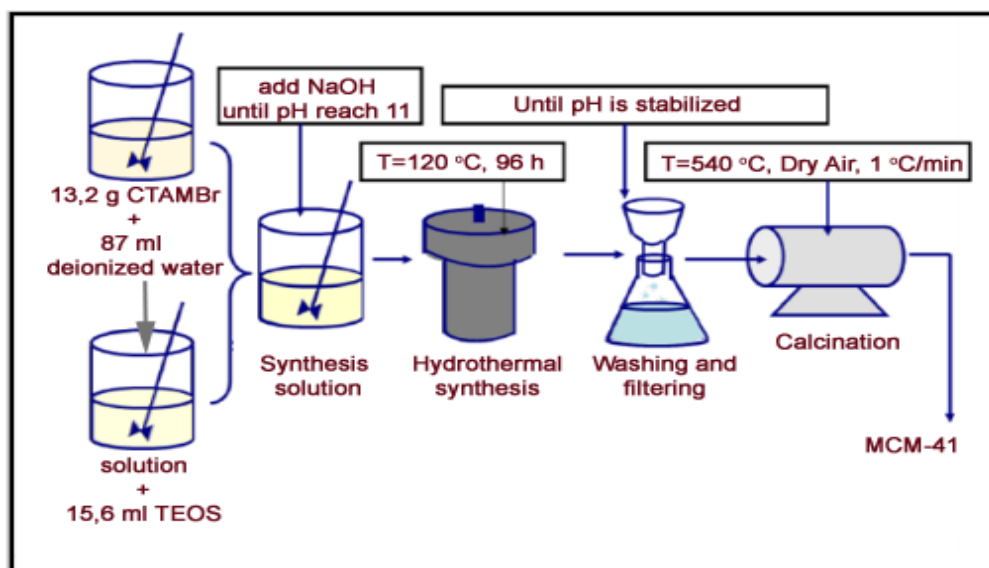 add NaOH
until pH reach 11
Until pH is stabilized
T=120 °C, 96 h
T=540 °C, Dry Air, 1 °C/min
13,2 g CTAMBr
+
87 ml
deionized water
Synthesis
solution
Hydrothermal
synthesis
Washing and
filtering
Calcination
MCM-41
solution
+
15,6 ml TEOS